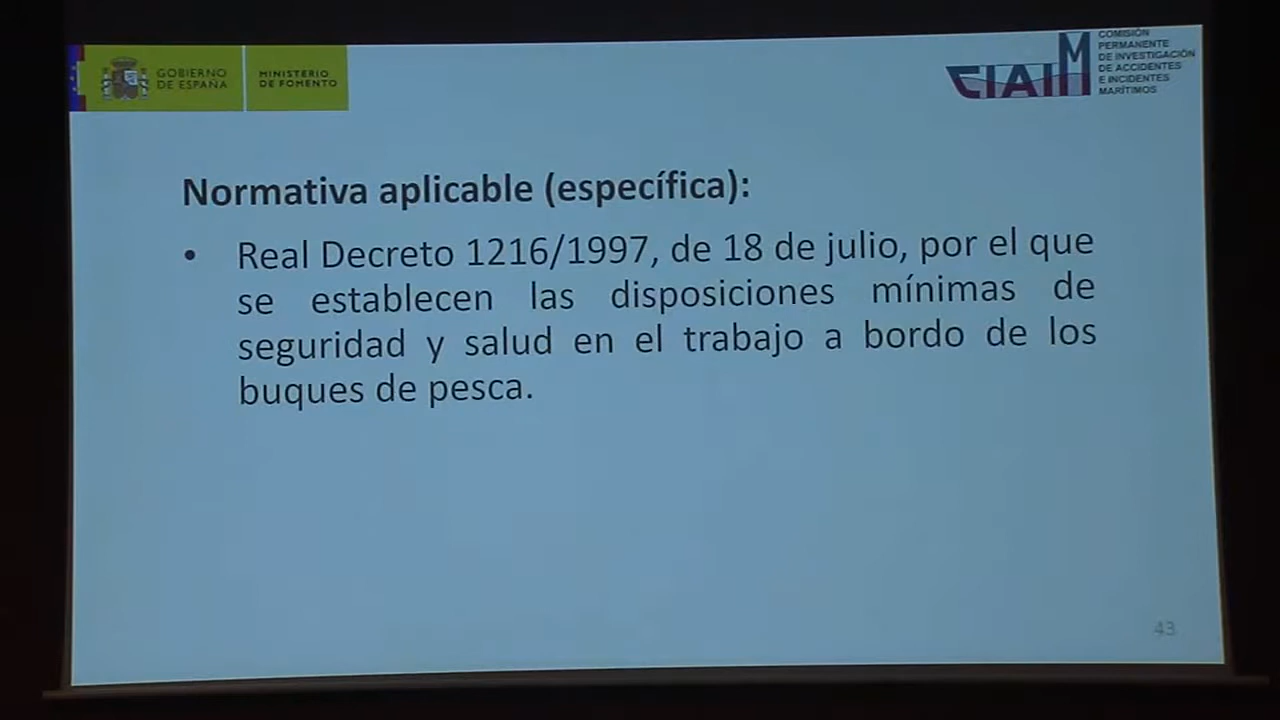 GOBIERNO
DE ESPAÑA
MINISTERIO
DE FOMENTO
CIAIM
COMISIÓN
PERMANENTE
DE INVESTIGACIÓN
DE ACCIDENTES
E INCIDENTES
MARÍTIMOS
Normativa aplicable (específica):
• Real Decreto 1216/1997, de 18 de julio, por el que
se establecen las disposiciones mínimas de
seguridad y salud en el trabajo a bordo de los
buques de pesca.
43